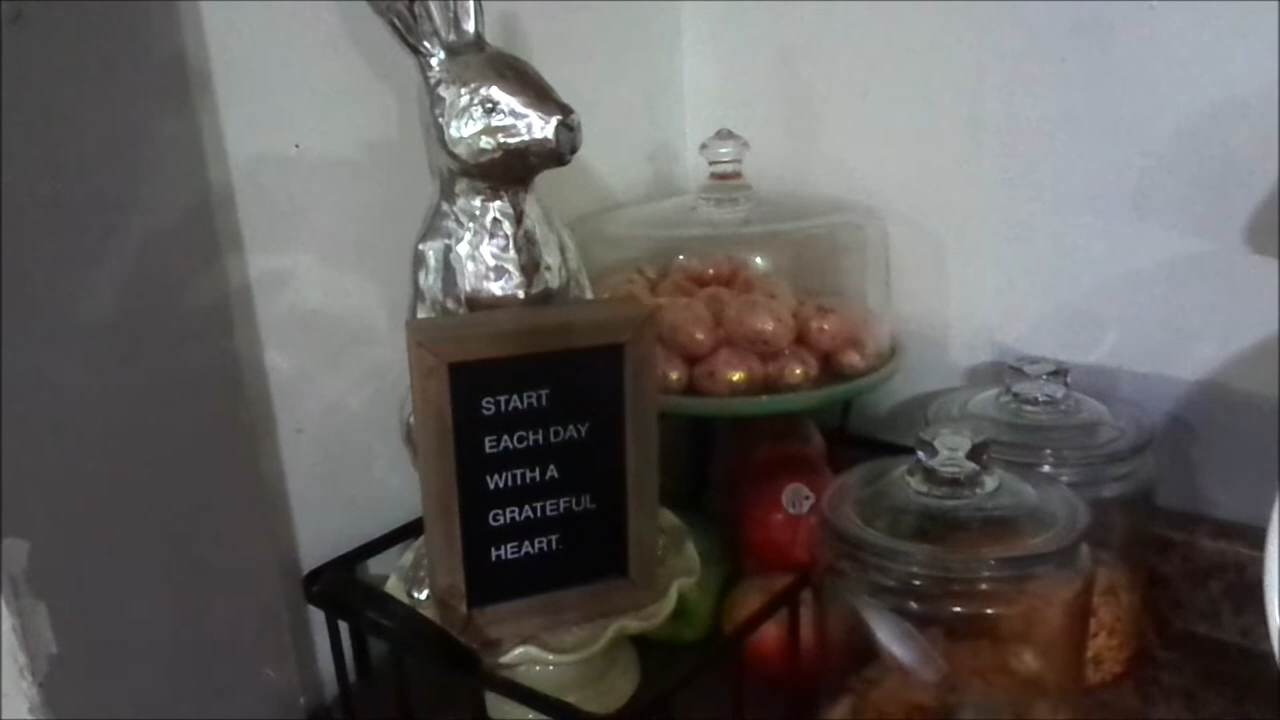 START
EACH DAY
WITH A
GRATEFUL
HEART.